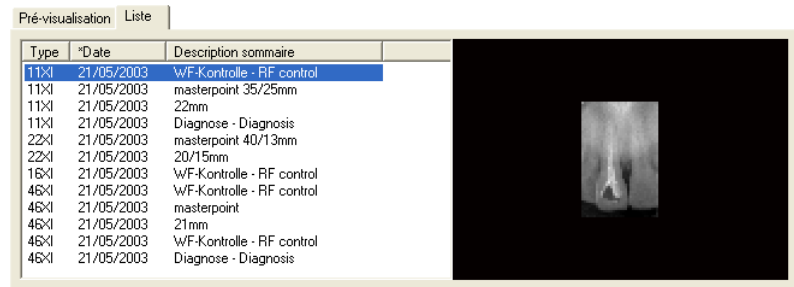 Pré-visualisation Liste
Type *Date Description sommaire
11XI 21/05/2003 WF-Kontrolle - RF control
11XI 21/05/2003 masterpoint 35/25mm
11XI 21/05/2003 22mm
11XI 21/05/2003 Diagnose - Diagnosis
22XI 21/05/2003 masterpoint 40/13mm
22XI 21/05/2003 20/15mm
16XI 21/05/2003 WF-Kontrolle - RF control
46XI 21/05/2003 WF-Kontrolle - RF control
46XI 21/05/2003 masterpoint
46XI 21/05/2003 21mm
46XI 21/05/2003 WF-Kontrolle - RF control
46XI 21/05/2003 Diagnose - Diagnosis